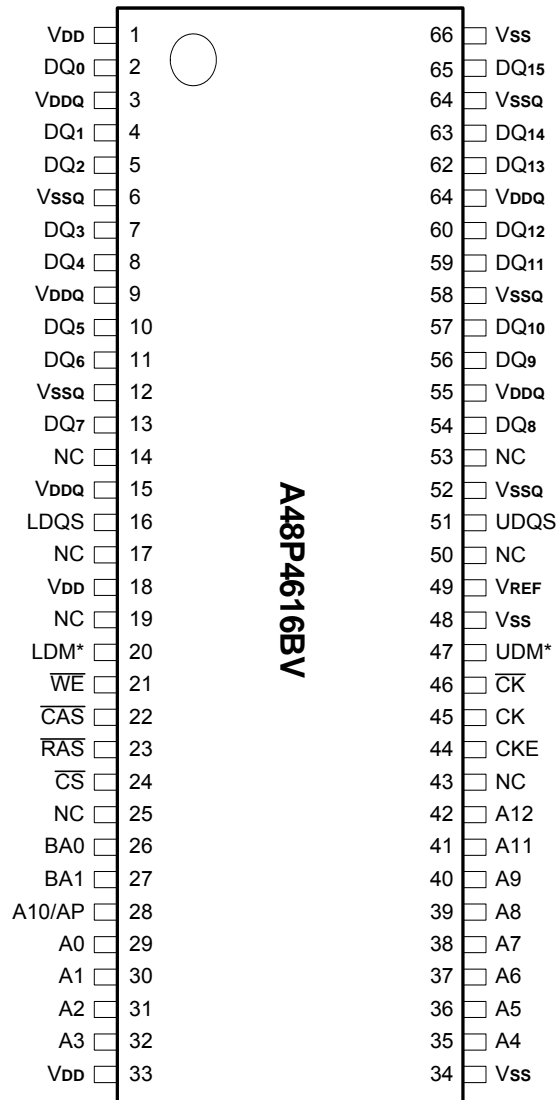 VDD 1 66 VSS
DQ0 2 65 DQ15
VDDQ 3 64 VSSQ
DQ1 4 63 DQ14
DQ2 5 62 DQ13
VSSQ 6 64 VDDQ
DQ3 7 60 DQ12
DQ4 8 59 DQ11
VDDQ 9 58 VSSQ
DQ5 10 57 DQ10
DQ6 11 56 DQ9
VSSQ 12 55 VDDQ
DQ7 13 54 DQ8
NC 14 53 NC
VDDQ 15 52 VSSQ
LDQS 16 51 UDQS
NC 17 50 NC
VDD 18 49 VREF
NC 19 48 VSS
LDM* 20 47 UDM*
W̅E̅ 21 46 C̅K̅
C̅A̅S̅ 22 45 CK
R̅A̅S̅ 23 44 CKE
C̅S̅ 24 43 NC
NC 25 42 A12
BA0 26 41 A11
BA1 27 40 A9
A10/AP 28 39 A8
A0 29 38 A7
A1 30 37 A6
A2 31 36 A5
A3 32 35 A4
VDD 33 34 VSS
A48P4616BV